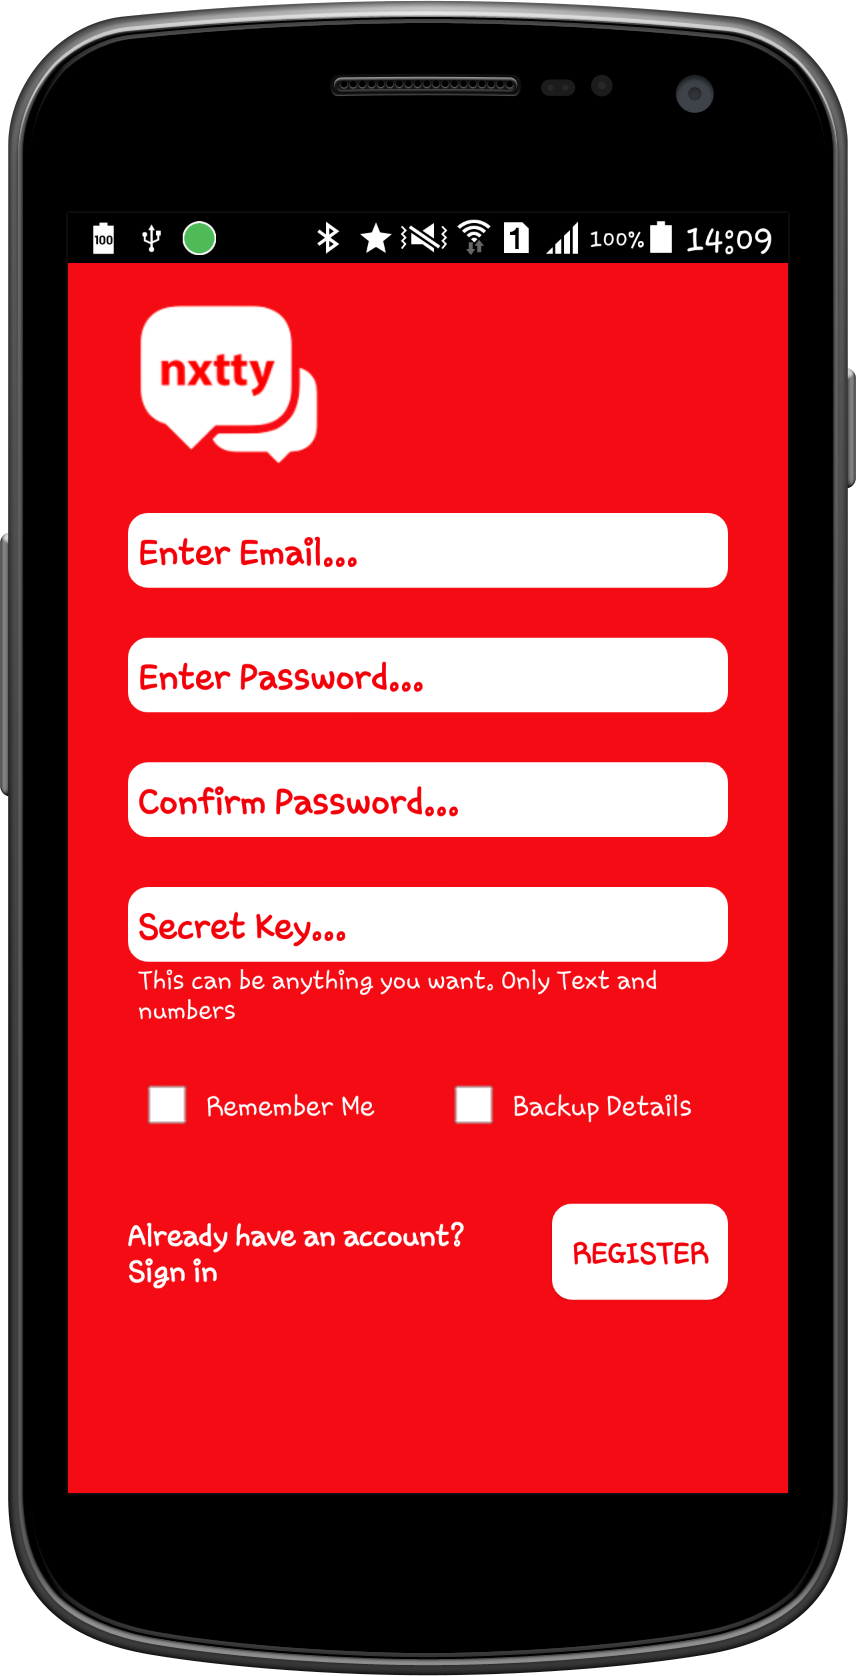 100 1 100% 14:09
nxtty
Enter Email...
Enter Password...
Confirm Password...
Secret Key...
This can be anything you want. Only Text and
numbers
Remember Me Backup Details
Already have an account?
Sign in
REGISTER